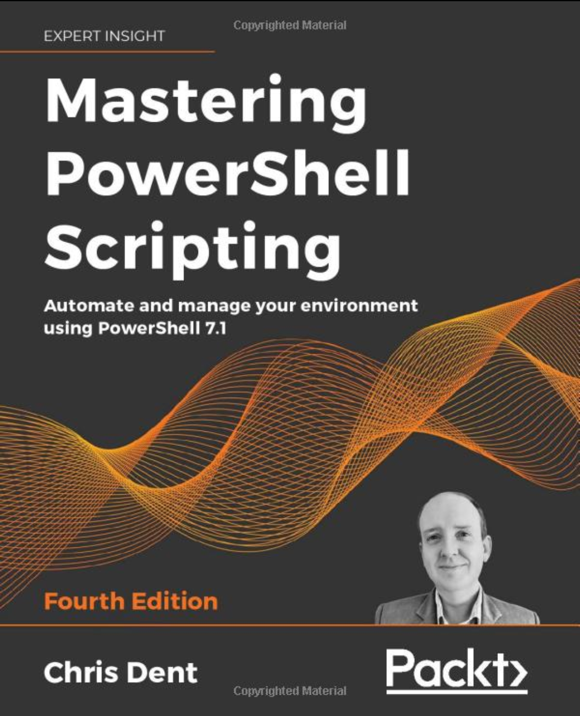 Copyrighted Material
EXPERT INSIGHT
Mastering
PowerShell
Scripting
Automate and manage your environment
using PowerShell 7.1
Fourth Edition
Chris Dent
Packt>
Copyrighted Material